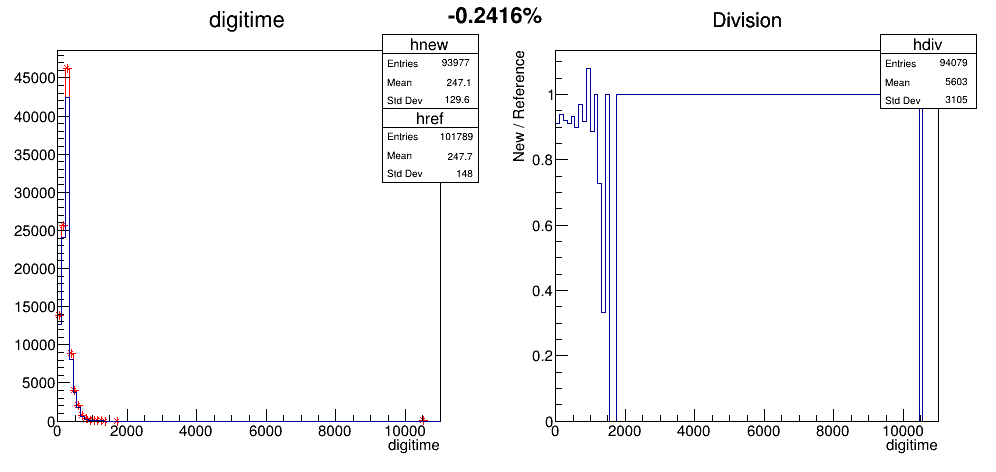 -0.2416%
digitime
hnew
Entries 93977
Mean 247.1
Std Dev 129.6
href
Entries 101789
Mean 247.7
Std Dev 148
45000
40000
35000
30000
25000
20000
15000
10000
5000
0
0 2000 4000 6000 8000 10000
digitime
Division
hdiv
Entries 94079
Mean 5603
Std Dev 3105
New / Reference
1
0.8
0.6
0.4
0.2
0
0 2000 4000 6000 8000 10000
digitime